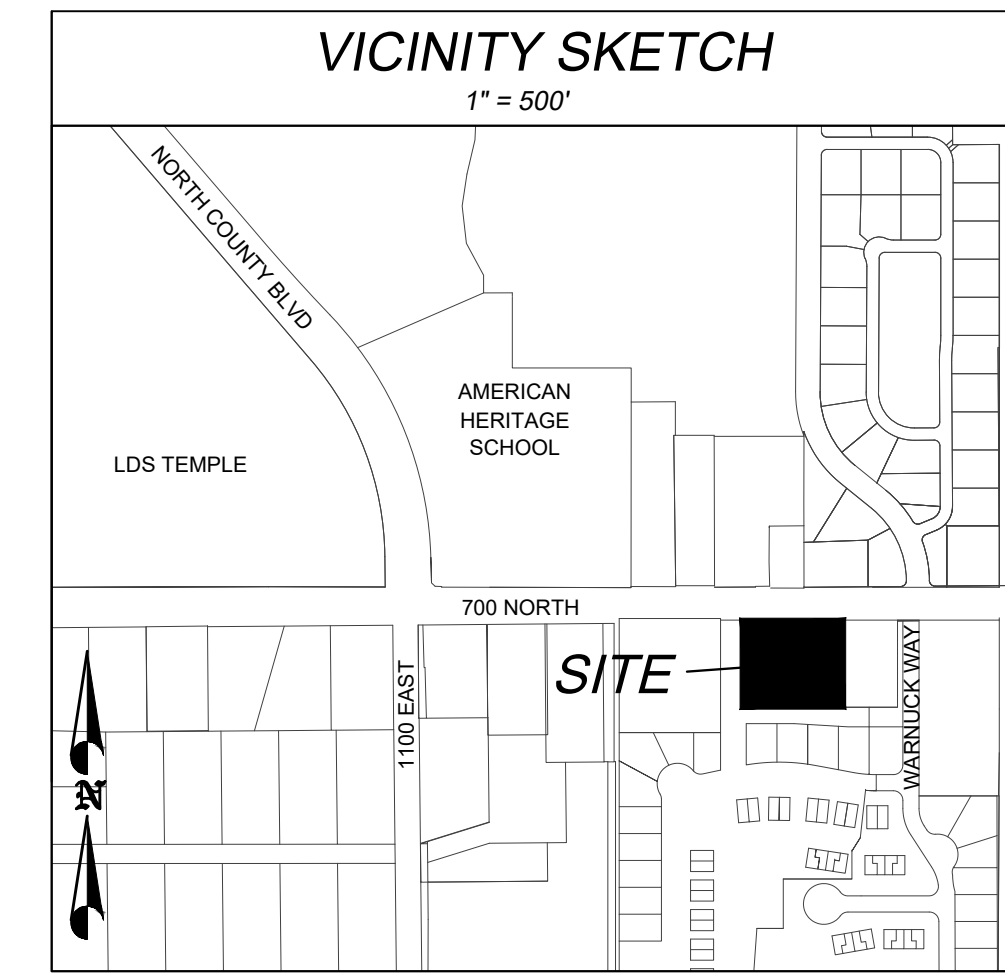 VICINITY SKETCH
1" = 500'
NORTH COUNTY BLVD
AMERICAN
HERITAGE
SCHOOL
LDS TEMPLE
700 NORTH
SITE
1100 EAST
WARNUCK WAY
N